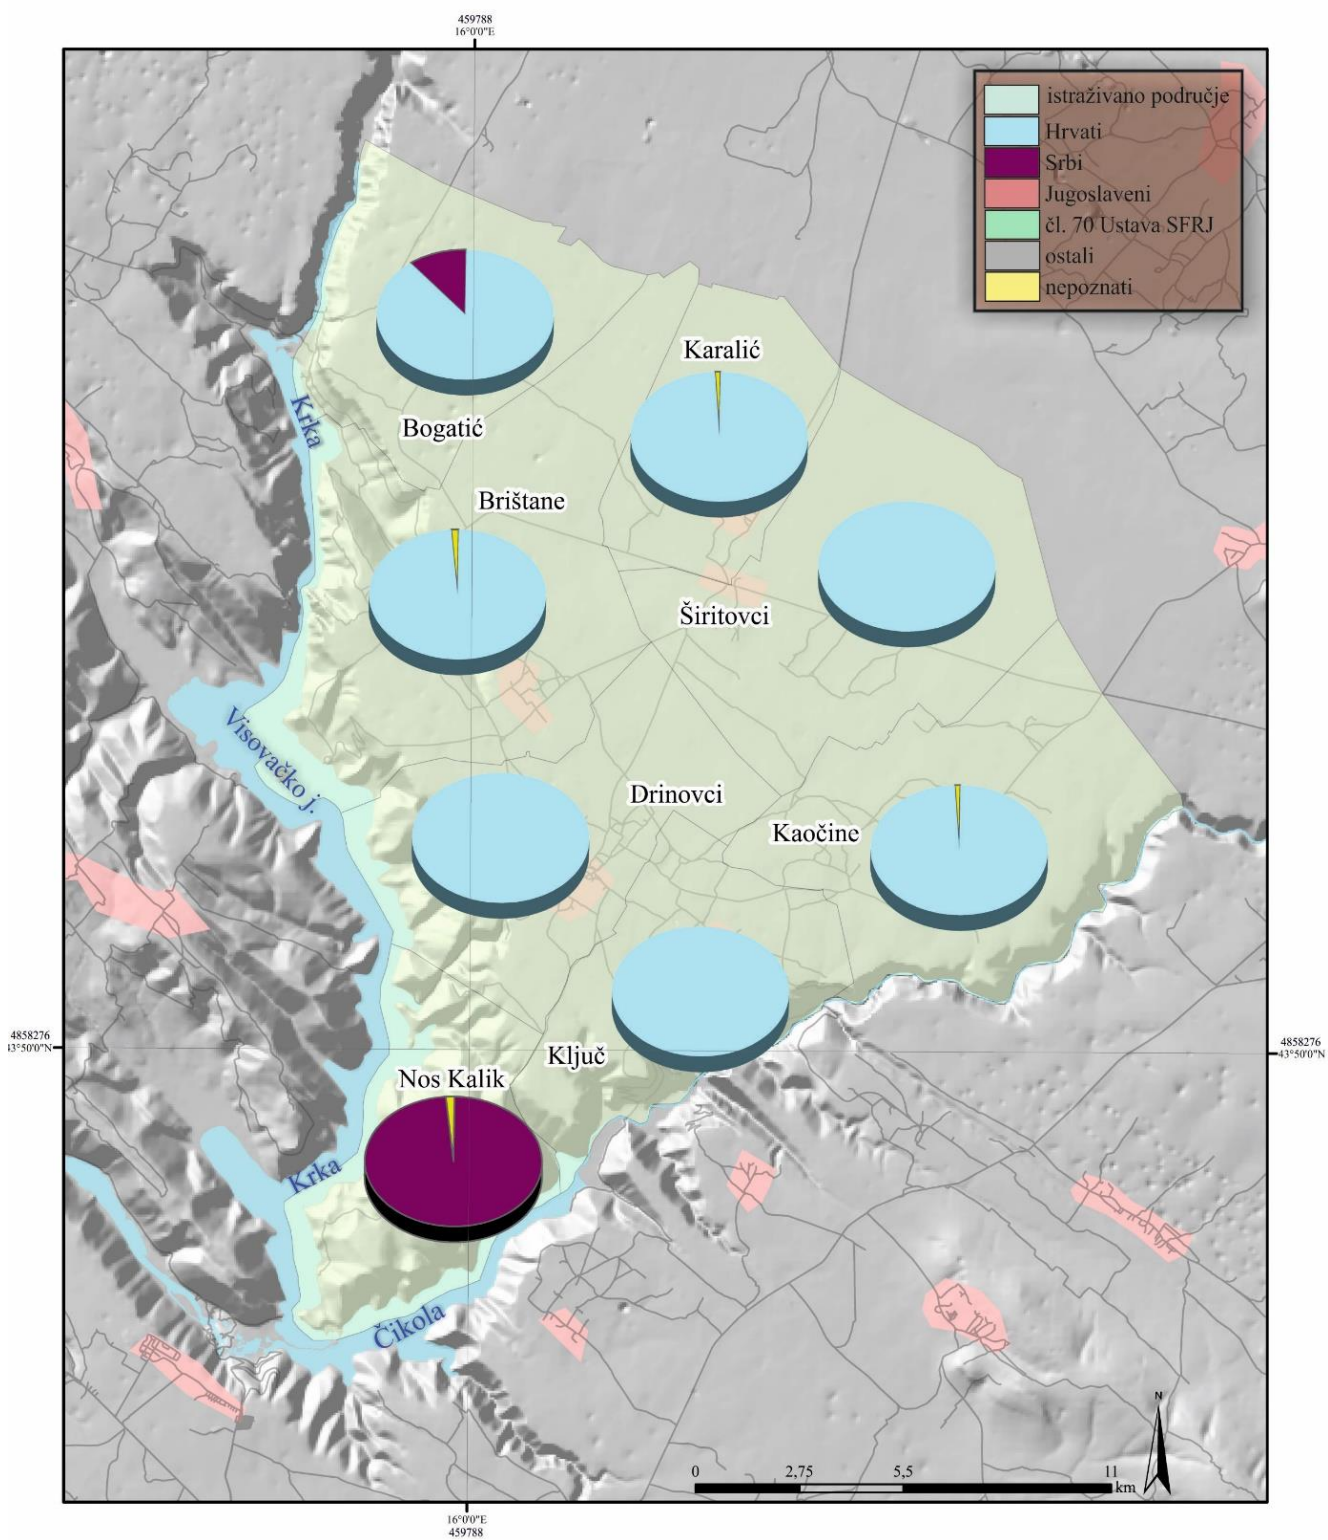 459788
16°0'0"E
istraživano područje
Hrvati
Srbi
Jugoslaveni
čl. 70 Ustava SFRJ
ostali
nepoznati
Karalić
Krka
Bogatić
Brištane
Širitovci
Visovačko j.
Drinovci
Kaočine
4858276
43°50'0"N
4858276
43°50'0"N
Ključ
Nos Kalik
Krka
Čikola
N
0 2,75 5,5 11
km
16°0'0"E
459788